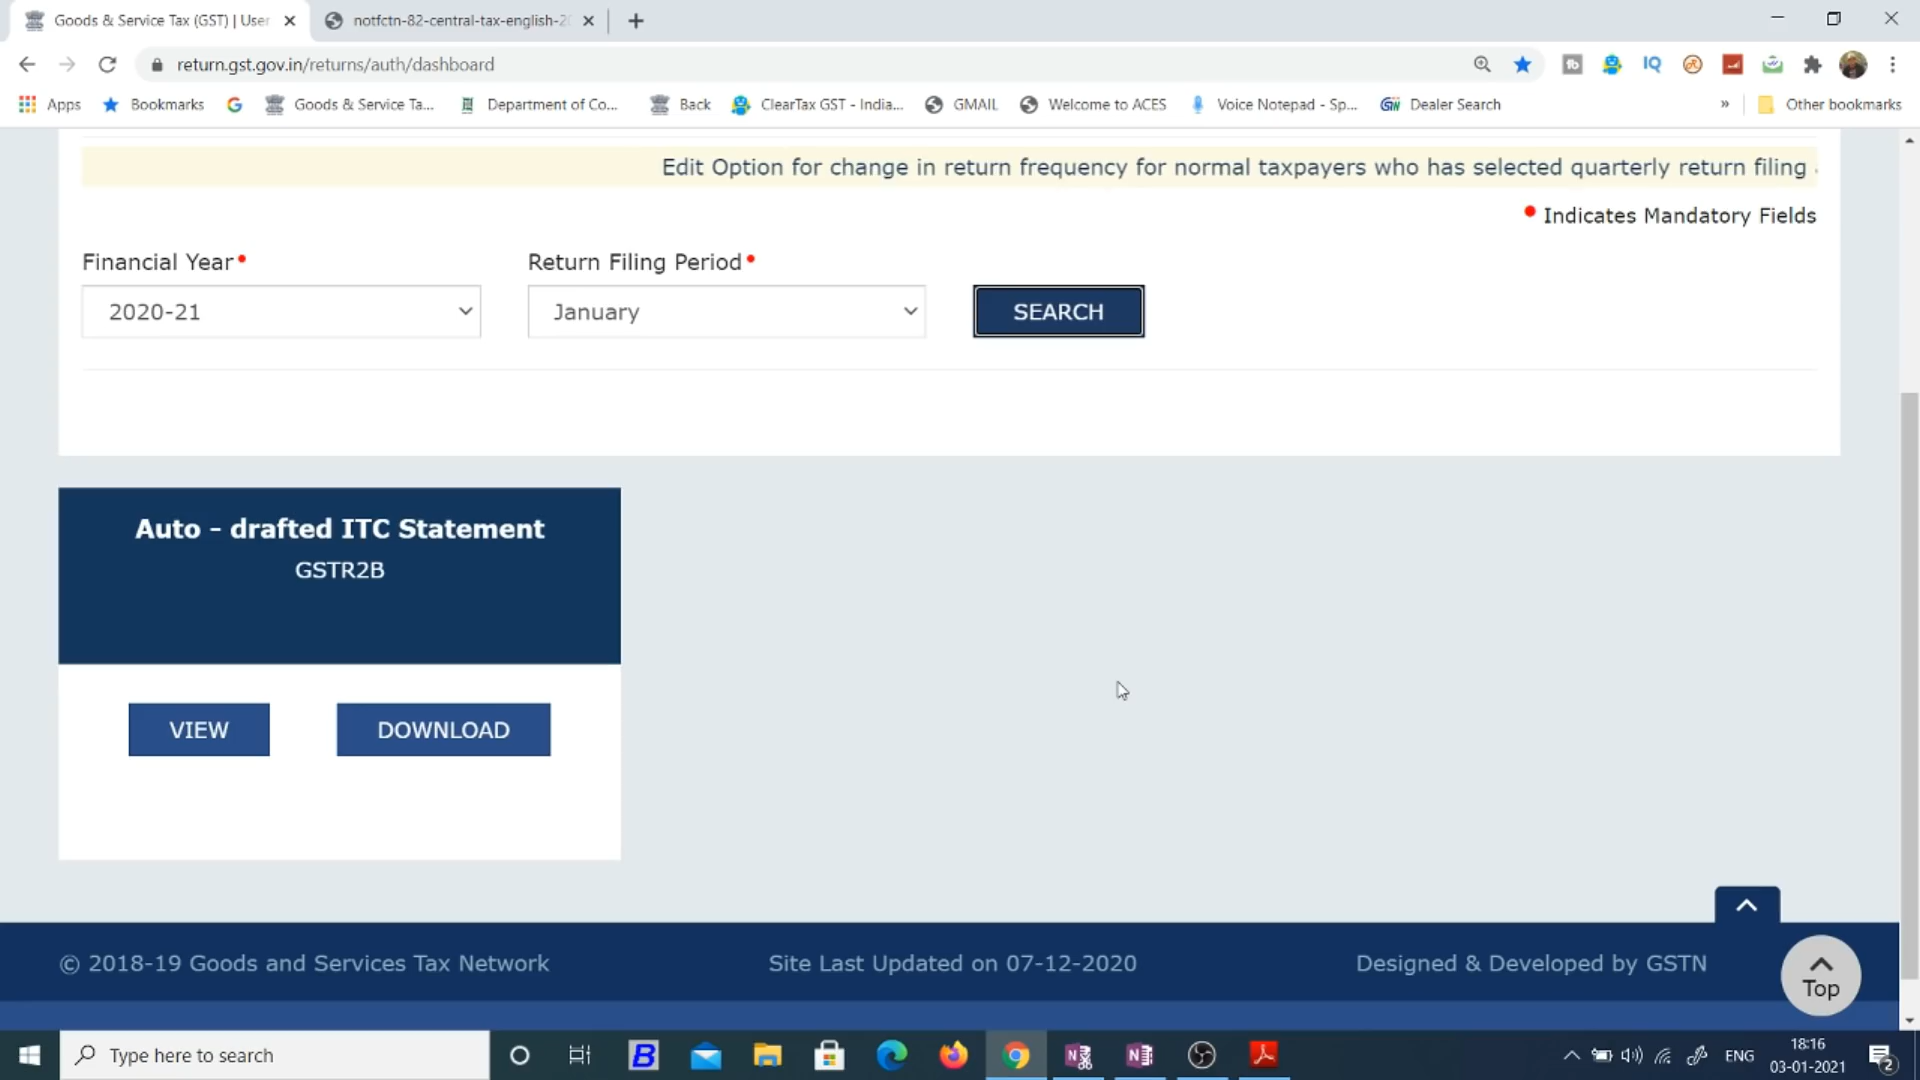 Goods & Service Tax (GST) | User
notfctn-82-central-tax-english-20
return.gst.gov.in/returns/auth/dashboard
Apps
Bookmarks
Goods & Service Ta...
Department of Co...
Back
ClearTax GST - India...
GMAIL
Welcome to ACES
Voice Notepad - Sp...
Dealer Search
»
Other bookmarks
Edit Option for change in return frequency for normal taxpayers who has selected quarterly return filing
• Indicates Mandatory Fields
Financial Year•
Return Filing Period•
2020-21
January
SEARCH
Auto - drafted ITC Statement
GSTR2B
VIEW
DOWNLOAD
© 2018-19 Goods and Services Tax Network
Site Last Updated on 07-12-2020
Designed & Developed by GSTN
Top
Type here to search
ENG
18:16
03-01-2021
2